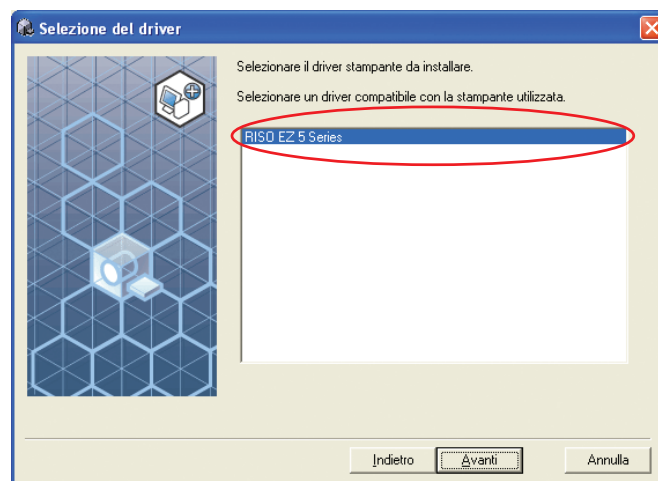 Selezione del driver
Selezionare il driver stampante da installare.
Selezionare un driver compatibile con la stampante utilizzata.
RISO EZ 5 Series
Indietro
Avanti
Annulla